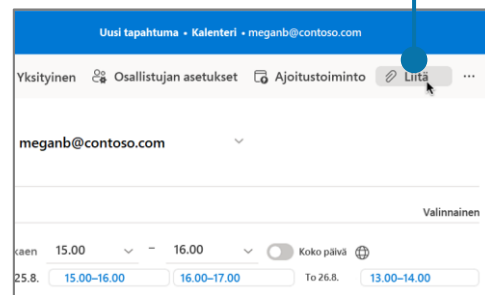 Uusi tapahtuma • Kalenteri • meganb@contoso.com
Yksityinen Osallistujan asetukset Ajoitustoiminto Liitä ...
meganb@contoso.com
Valinnainen
kaen 15.00 – 16.00 Koko päivä
25.8. 15.00–16.00 16.00–17.00 To 26.8. 13.00–14.00